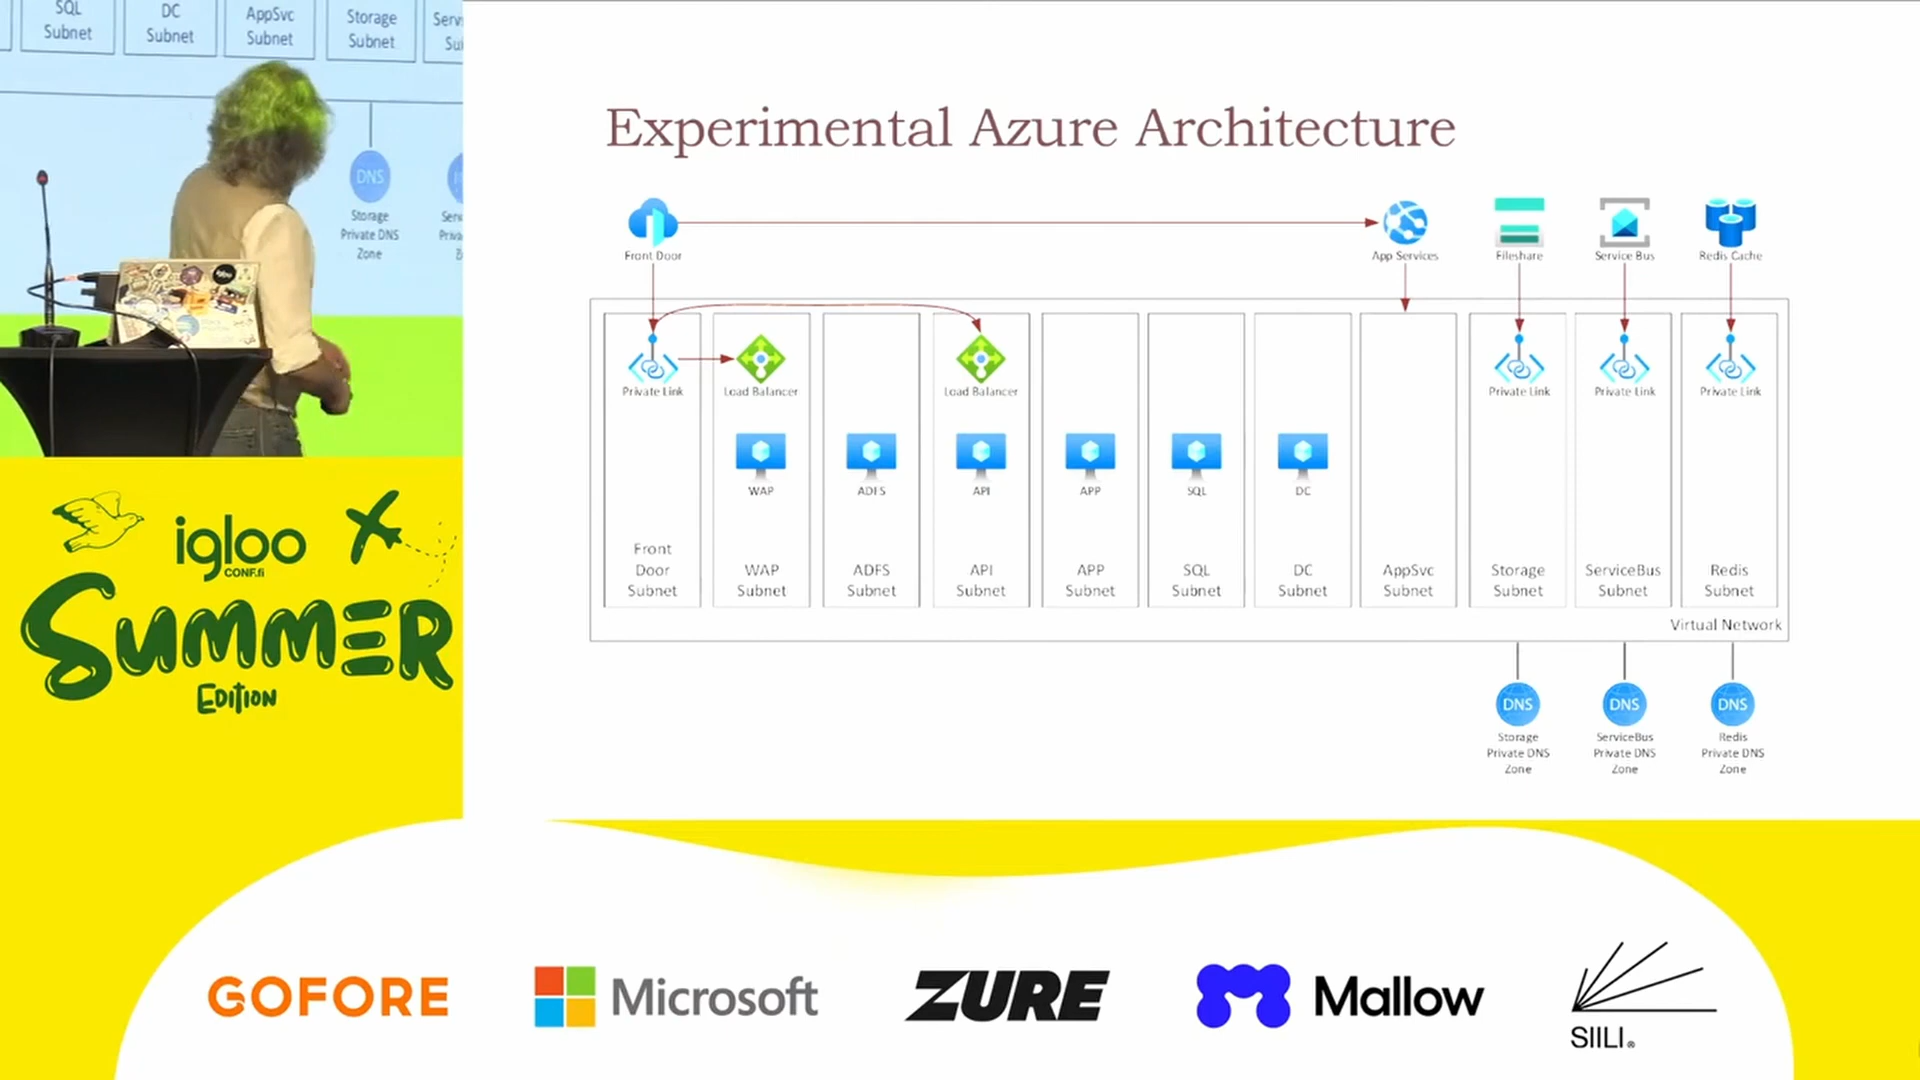 SQL
Subnet
DC
Subnet
AppSvc
Subnet
Storage
Subnet
DNS
Storage
Private DNS
Zone
igloo
CONF.fi
SUMMER
EDITION
Experimental Azure Architecture
Front Door
App Services
Fileshare
Service Bus
Redis Cache
Private Link
Load Balancer
Load Balancer
Private Link
Private Link
Private Link
WAP
ADFS
API
APP
SQL
DC
Front
Door
Subnet
WAP
Subnet
ADFS
Subnet
API
Subnet
APP
Subnet
SQL
Subnet
DC
Subnet
AppSvc
Subnet
Storage
Subnet
ServiceBus
Subnet
Redis
Subnet
Virtual Network
DNS
Storage
Private DNS
Zone
DNS
ServiceBus
Private DNS
Zone
DNS
Redis
Private DNS
Zone
GOFORE
Microsoft
ZURE
Mallow
SIILI®